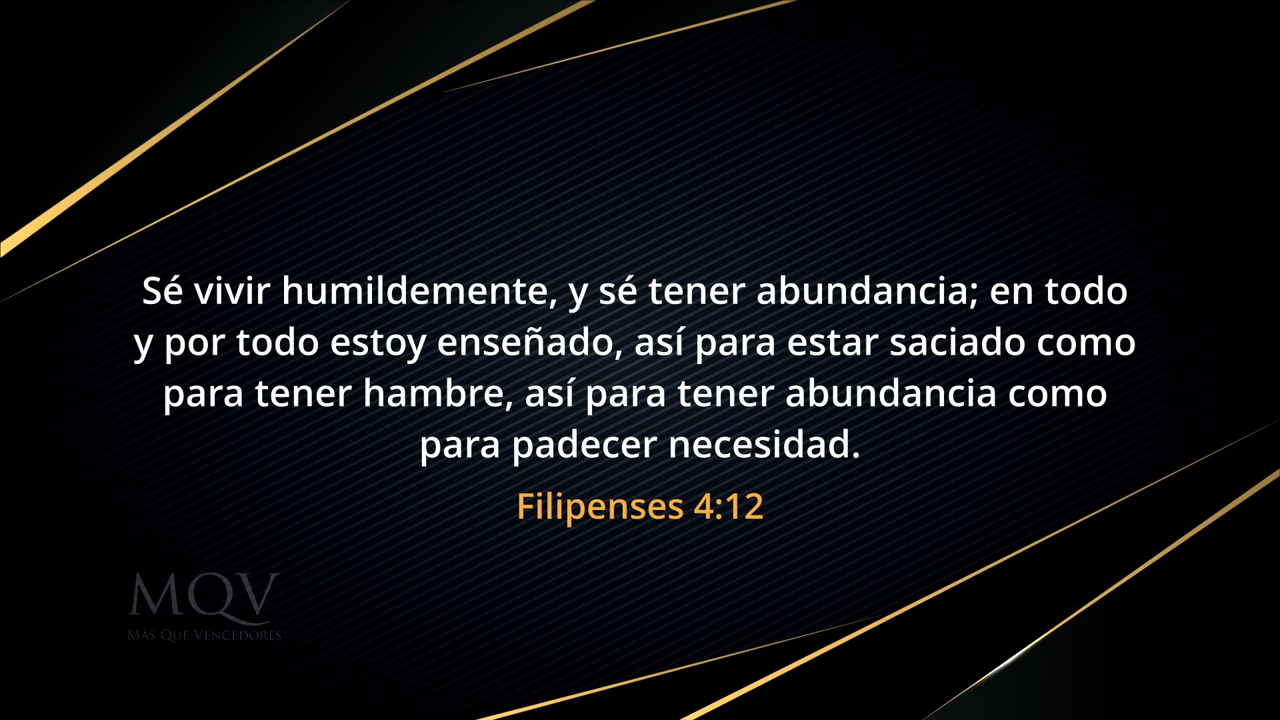 Sé vivir humildemente, y sé tener abundancia; en todo
y por todo estoy enseñado, así para estar saciado como
para tener hambre, así para tener abundancia como
para padecer necesidad.
Filipenses 4:12
MQV
MÁS QUE VENCEDORES